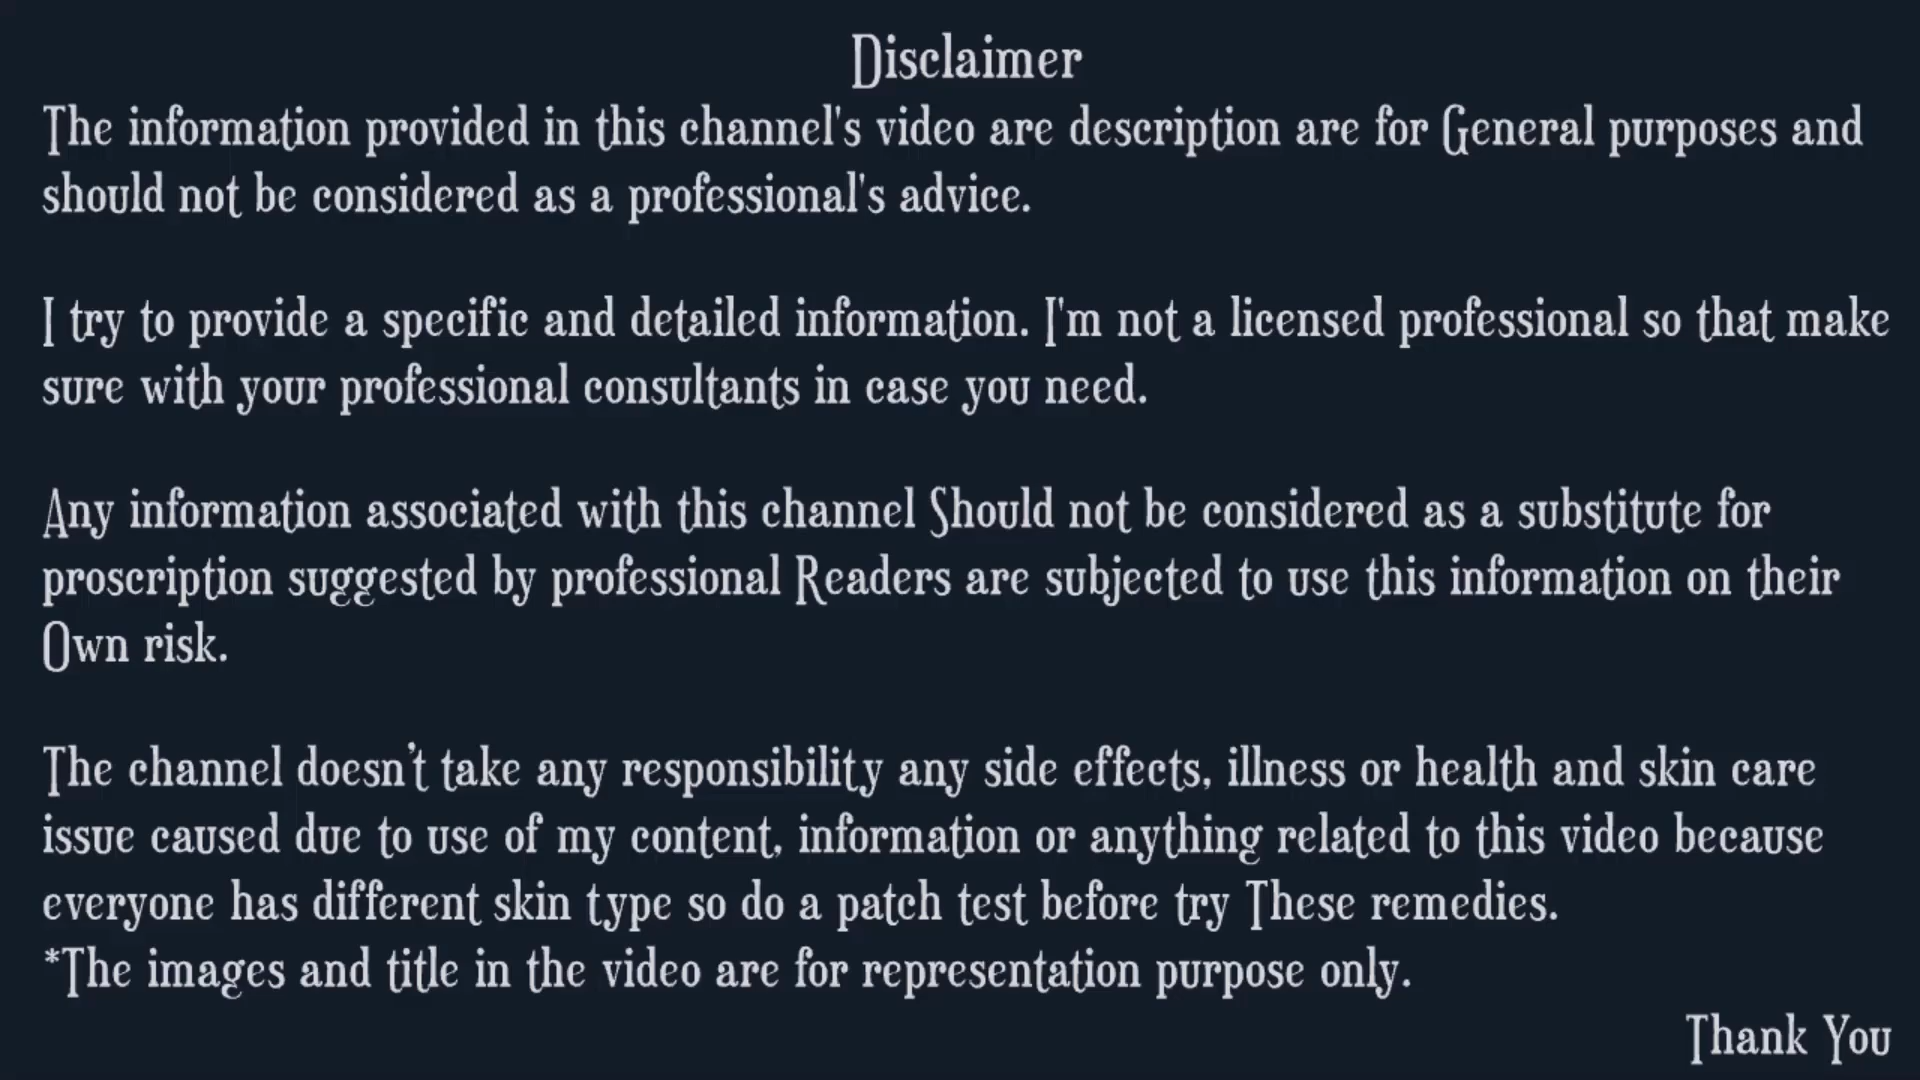 Disclaimer
The information provided in this channel's video are description are for General purposes and
should not be considered as a professional's advice.
I try to provide a specific and detailed information. I'm not a licensed professional so that make
sure with your professional consultants in case you need.
Any information associated with this channel Should not be considered as a substitute for
proscription suggested by professional Readers are subjected to use this information on their
Own risk.
The channel doesn't take any responsibility any side effects, illness or health and skin care
issue caused due to use of my content, information or anything related to this video because
everyone has different skin type so do a patch test before try These remedies.
*The images and title in the video are for representation purpose only.
Thank You